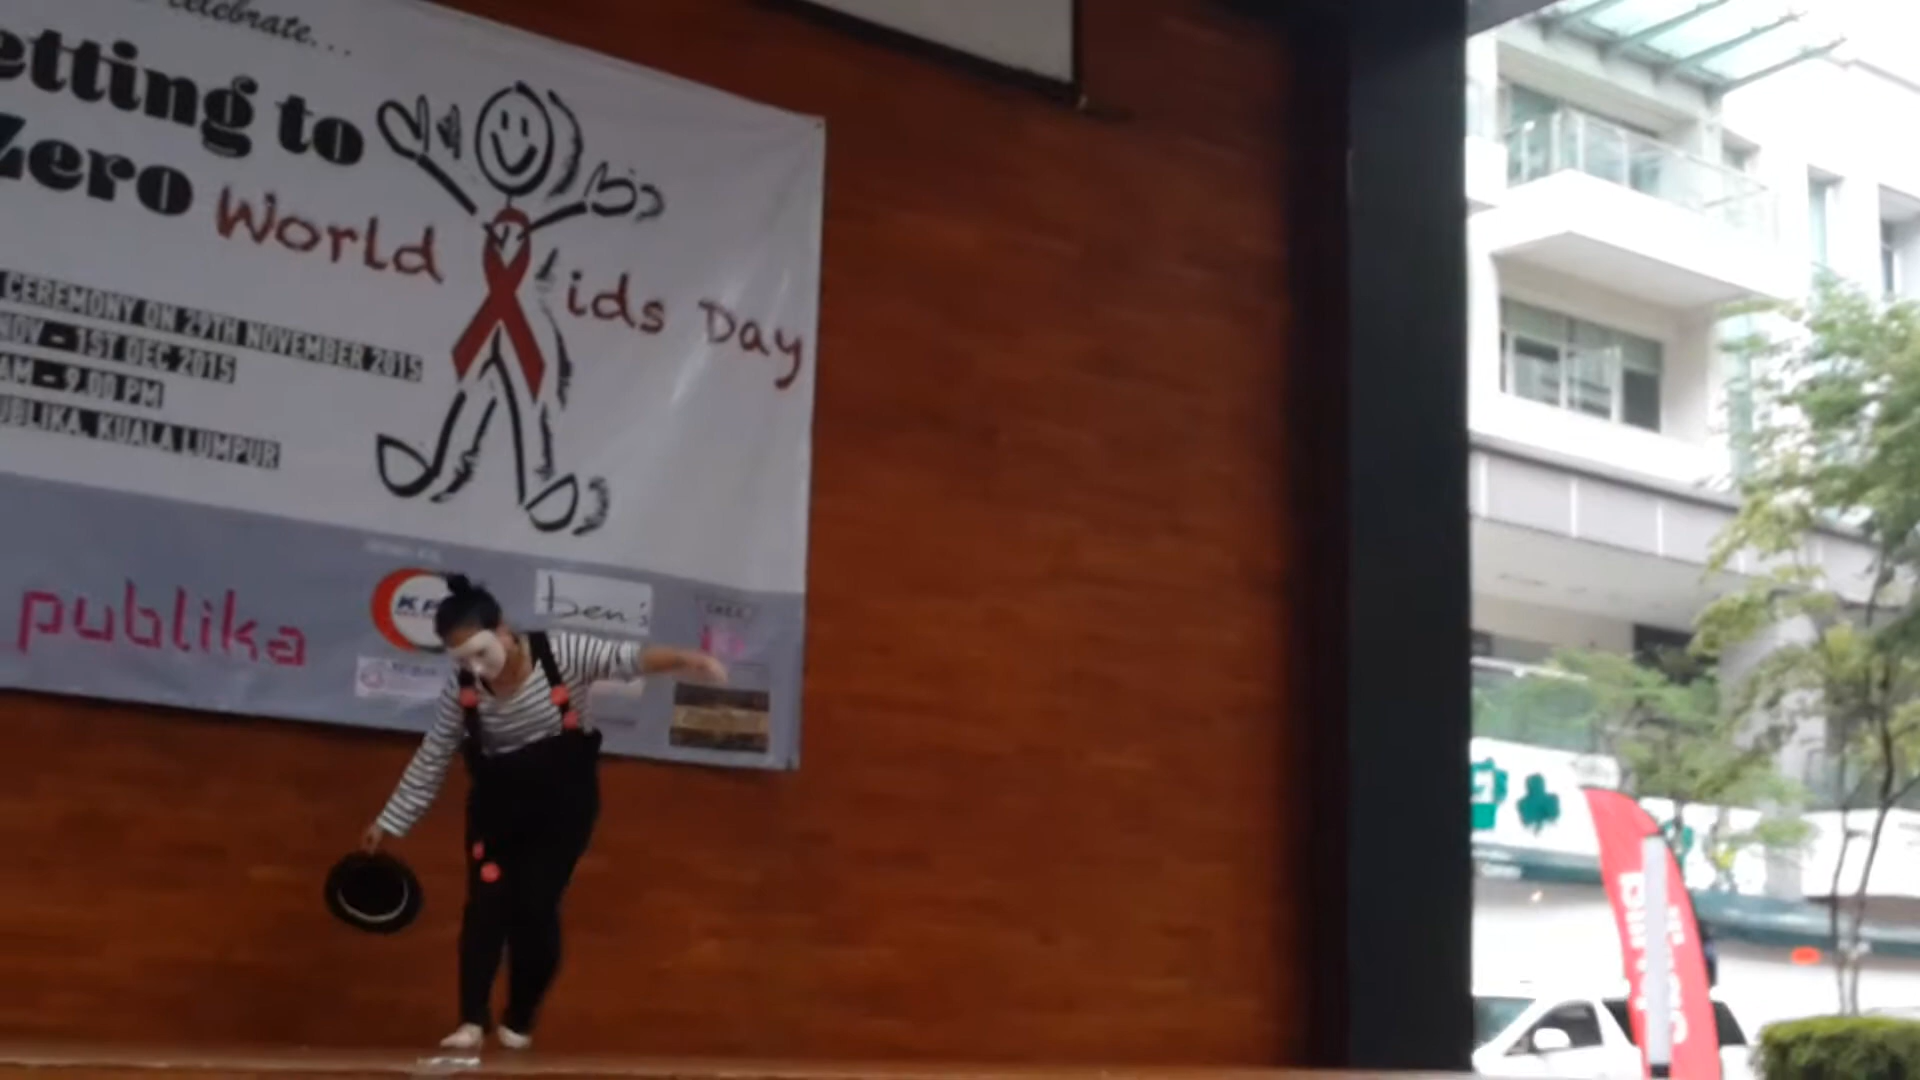 celebrate...
etting to
Zero World ids Day
CEREMONY ON 29TH NOVEMBER 2015
NOV - 1ST DEC 2015
AM - 9.00 PM
UBLIKA, KUALA LUMPUR
publika
ben's